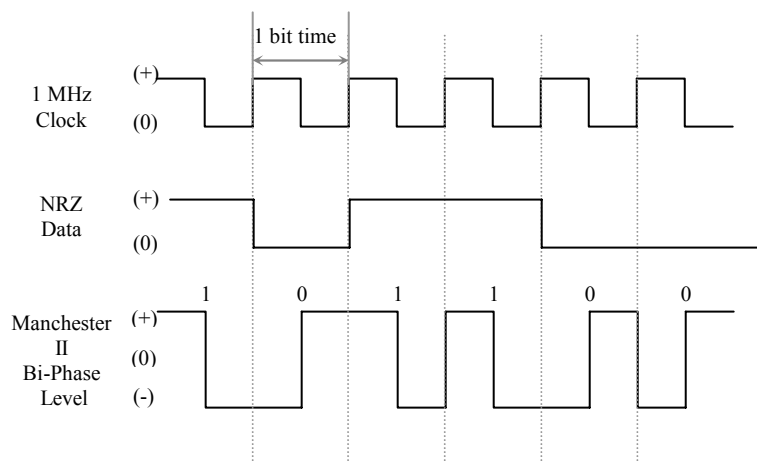 1 bit time
1 MHz
Clock
(+)
(0)
NRZ
Data
(+)
(0)
1 0 1 1 0 0
Manchester
II
Bi-Phase
Level
(+)
(0)
(-)